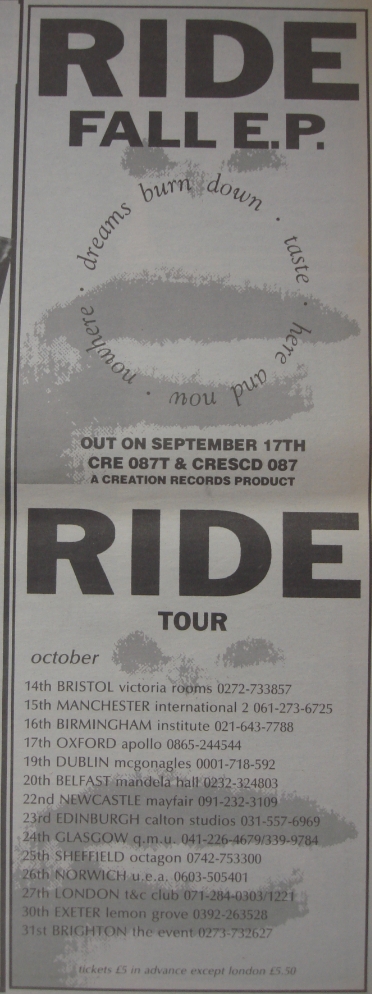 RIDE
FALL E.P.
dreams burn down · taste · here and now · nowhere ·
OUT ON SEPTEMBER 17TH
CRE 087T & CRESCD 087
A CREATION RECORDS PRODUCT
RIDE
TOUR
october
14th BRISTOL victoria rooms 0272-733857
15th MANCHESTER international 2 061-273-6725
16th BIRMINGHAM institute 021-643-7788
17th OXFORD apollo 0865-244544
19th DUBLIN mcgonagles 0001-718-592
20th BELFAST mandela hall 0232-324803
22nd NEWCASTLE mayfair 091-232-3109
23rd EDINBURGH calton studios 031-557-6969
24th GLASGOW q.m.u. 041-226-4679/339-9784
25th SHEFFIELD octagon 0742-753300
26th NORWICH u.e.a. 0603-505401
27th LONDON t&c club 071-284-0303/1221
30th EXETER lemon grove 0392-263528
31st BRIGHTON the event 0273-732627
tickets £5 in advance except london £5.50